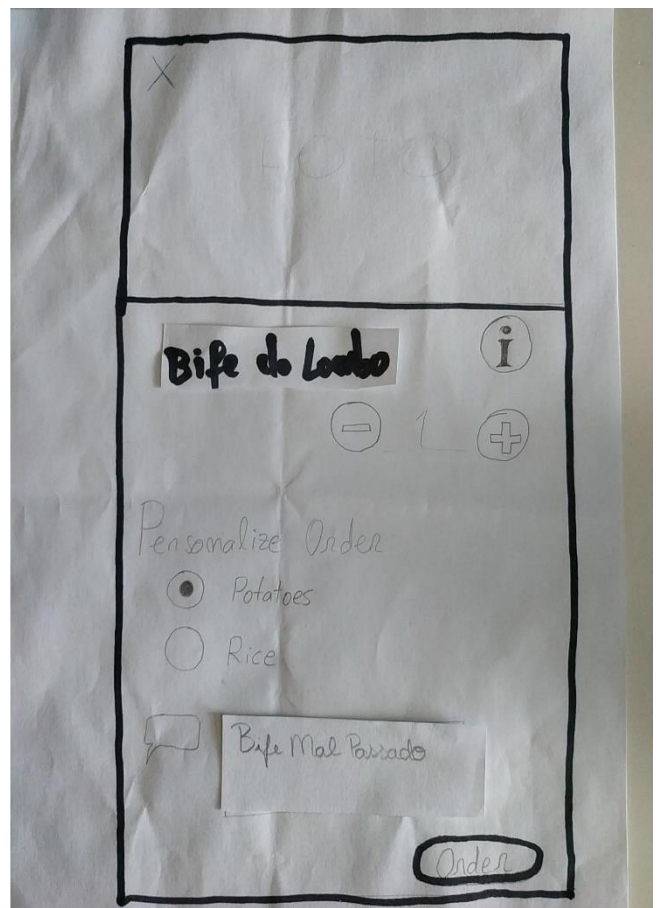 X
FOTO
Bife do Lombo
i
- 1 +
Personalize Order
Potatoes
Rice
Bife Mal Passado
Order